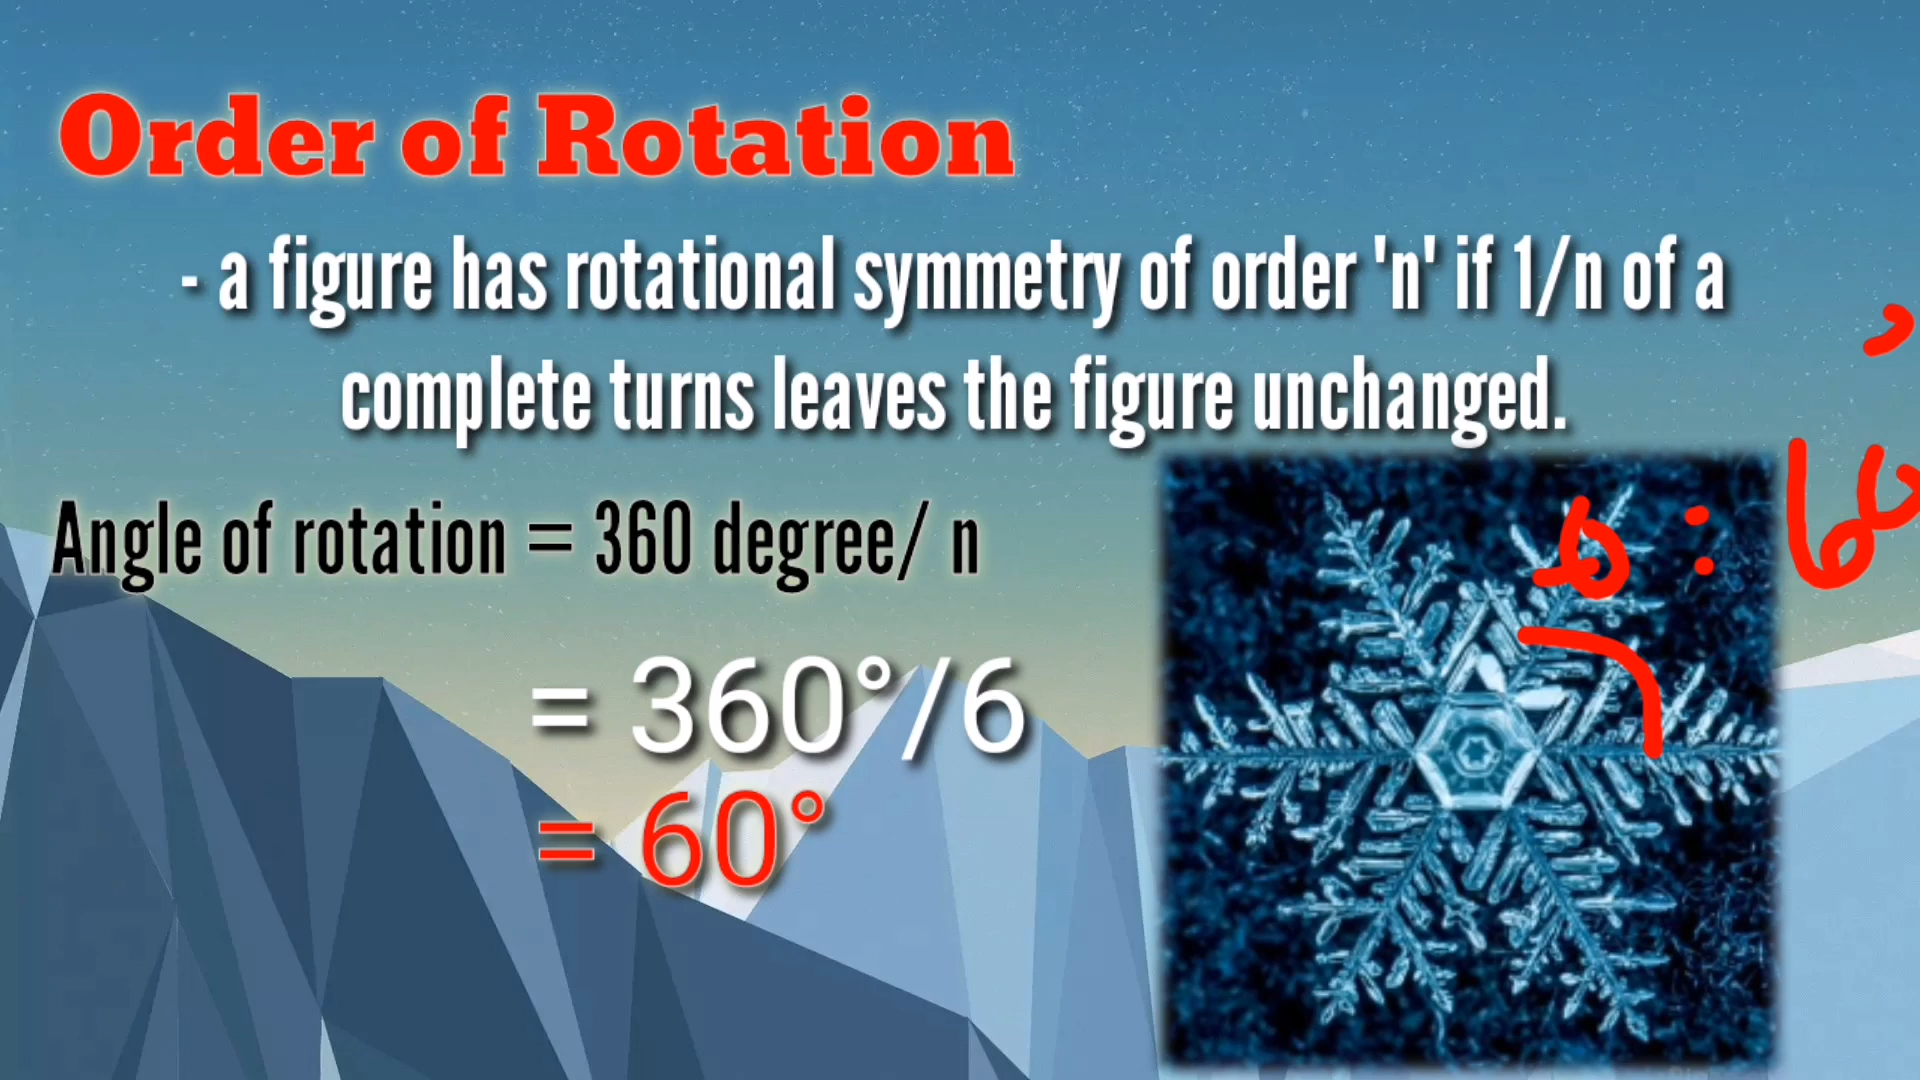 Order of Rotation
- a figure has rotational symmetry of order 'n' if 1/n of a
complete turns leaves the figure unchanged.
Angle of rotation = 360 degree/ n
= 360°/6
= 60°